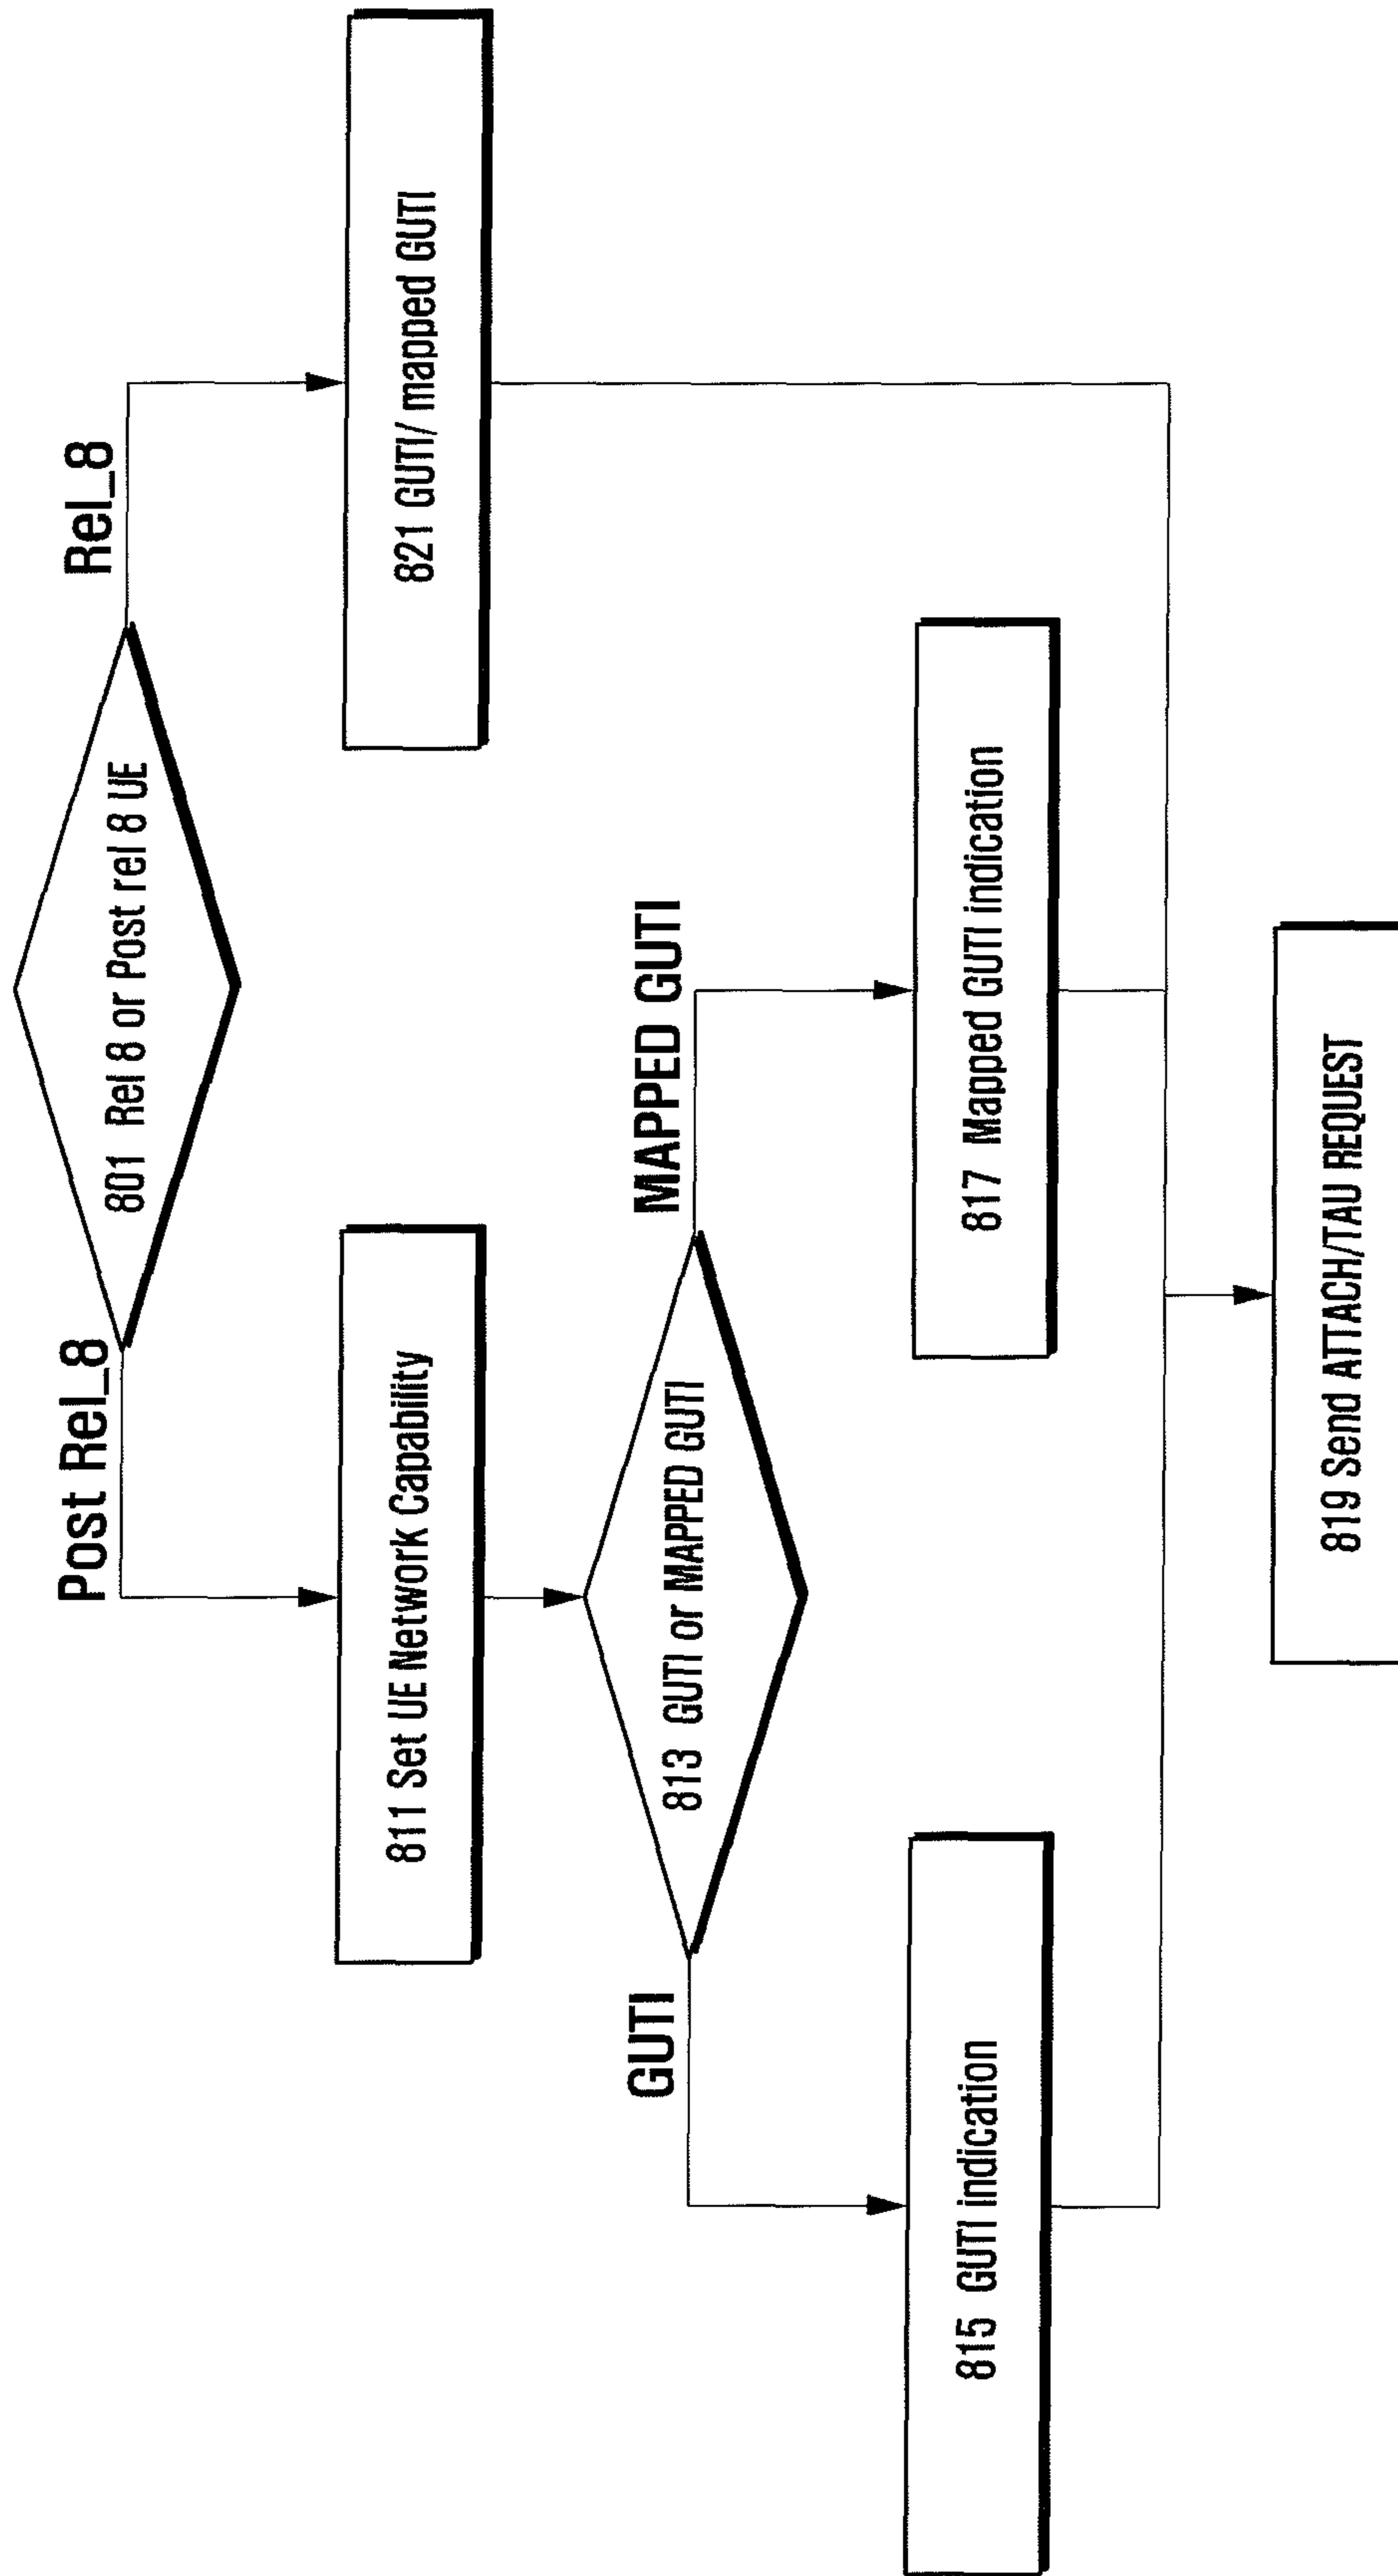 801 Rel 8 or Post rel 8 UE
Post Rel_8
Rel_8
811 Set UE Network Capability
821 GUTI/ mapped GUTI
813 GUTI or MAPPED GUTI
GUTI
MAPPED GUTI
815 GUTI indication
817 Mapped GUTI indication
819 Send ATTACH/TAU REQUEST